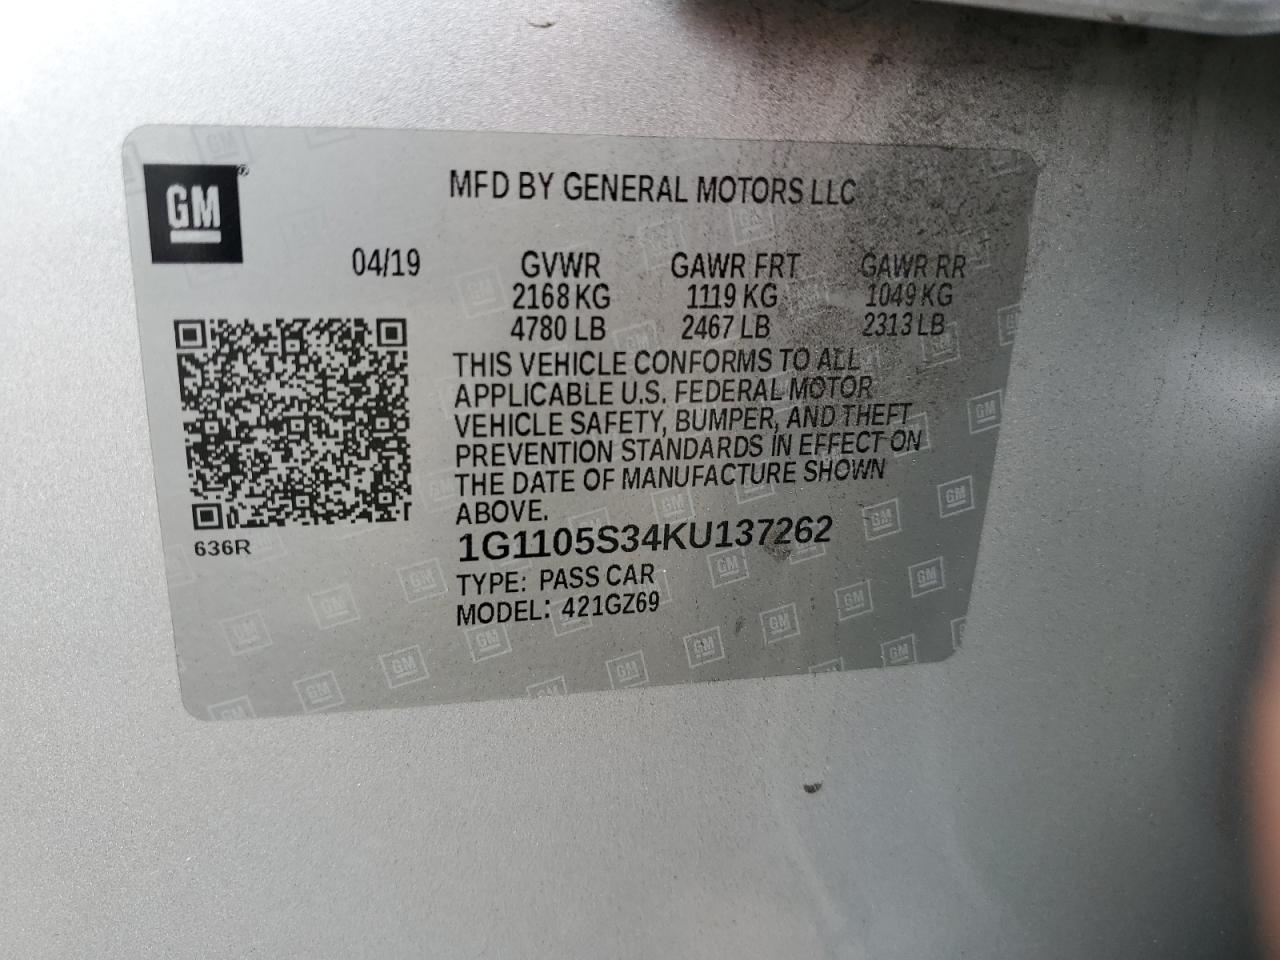 GM®
MFD BY GENERAL MOTORS LLC
04/19 GVWR GAWR FRT GAWR RR
2168 KG 1119 KG 1049 KG
4780 LB 2467 LB 2313 LB
THIS VEHICLE CONFORMS TO ALL
APPLICABLE U.S. FEDERAL MOTOR
VEHICLE SAFETY, BUMPER, AND THEFT
PREVENTION STANDARDS IN EFFECT ON
THE DATE OF MANUFACTURE SHOWN
ABOVE.
636R
1G1105S34KU137262
TYPE: PASS CAR
MODEL: 421GZ69